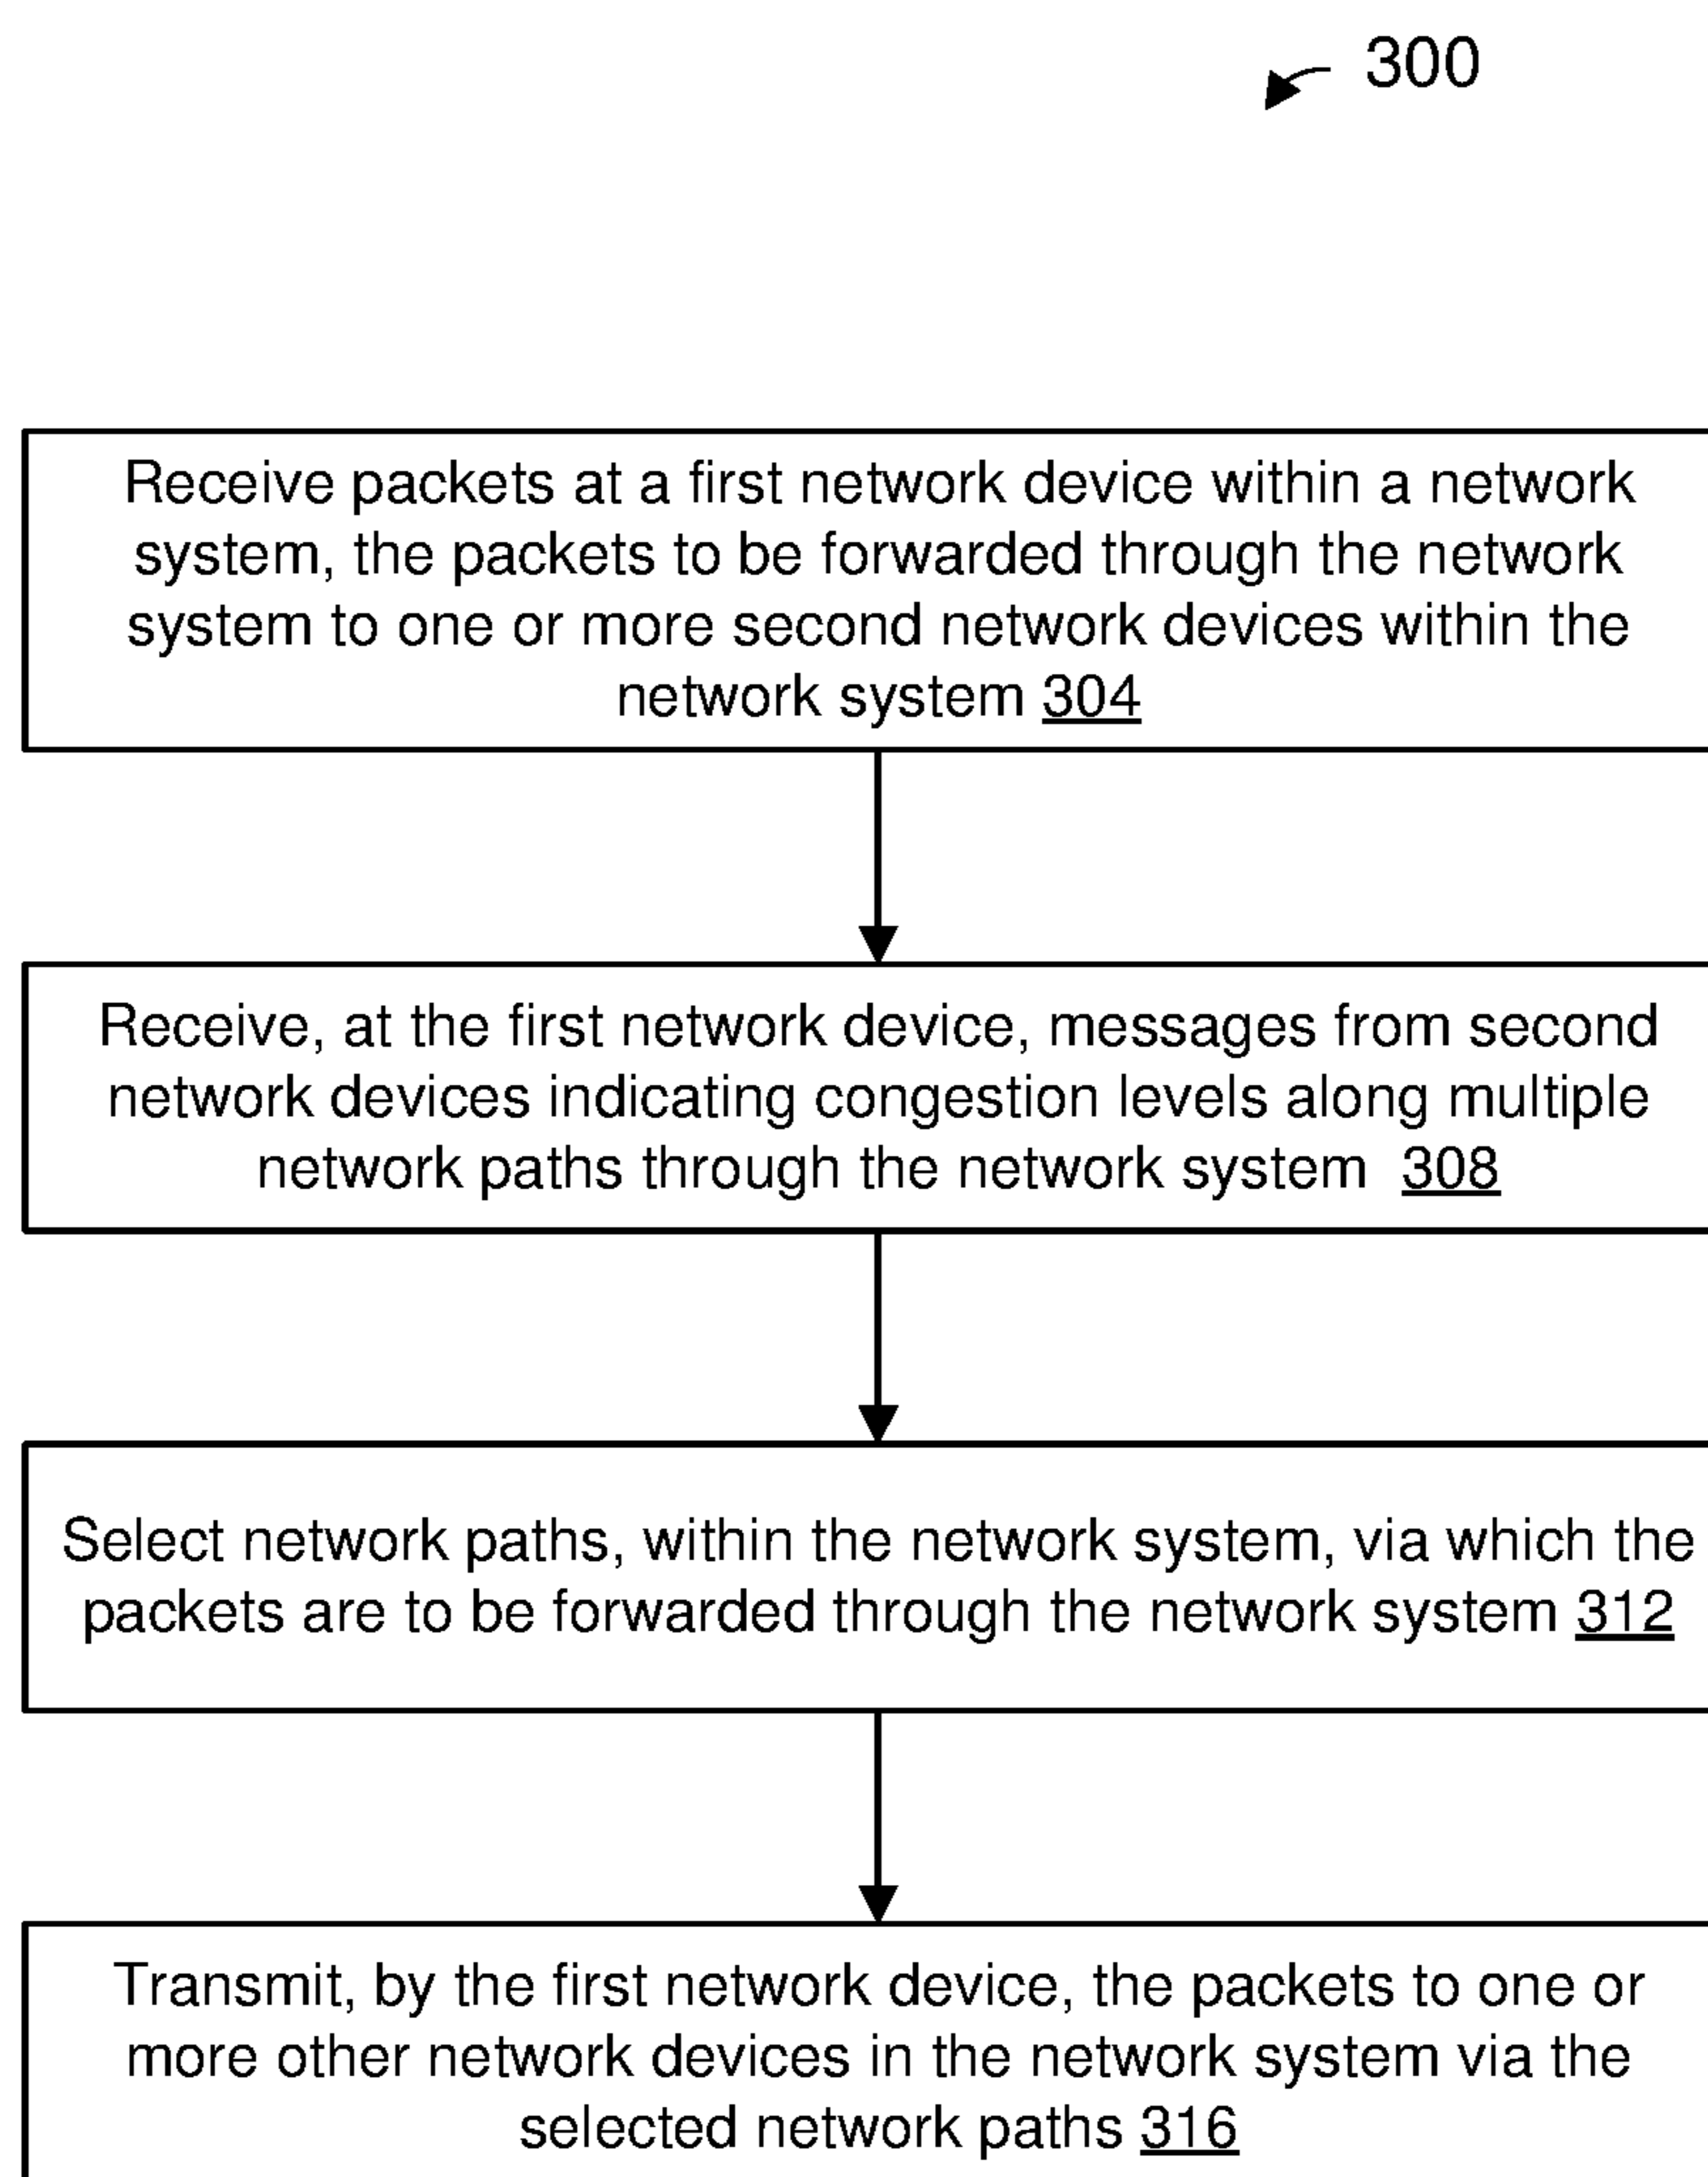 300
Receive packets at a first network device within a network
system, the packets to be forwarded through the network
system to one or more second network devices within the
network system 304
Receive, at the first network device, messages from second
network devices indicating congestion levels along multiple
network paths through the network system 308
Select network paths, within the network system, via which the
packets are to be forwarded through the network system 312
Transmit, by the first network device, the packets to one or
more other network devices in the network system via the
selected network paths 316